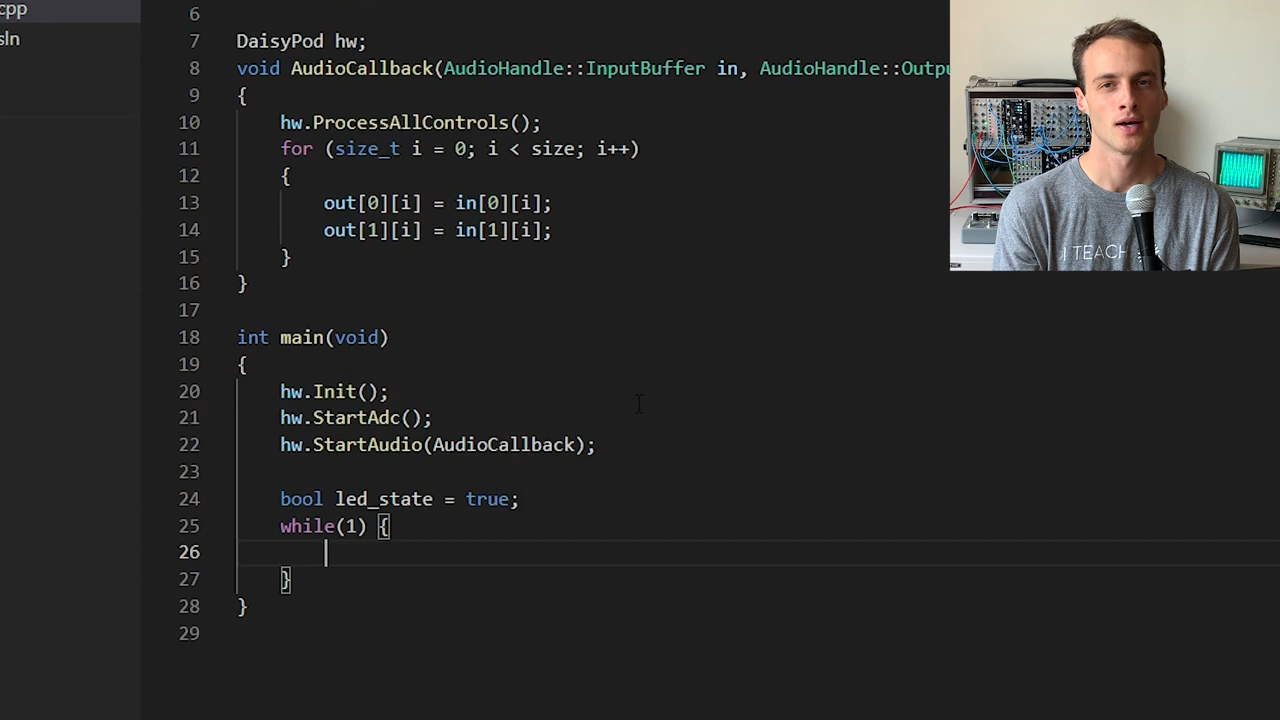 cpp
sln
6
7 DaisyPod hw;
8 void AudioCallback(AudioHandle::InputBuffer in, AudioHandle::Outpu
9 {
10 hw.ProcessAllControls();
11 for (size_t i = 0; i < size; i++)
12 {
13 out[0][i] = in[0][i];
14 out[1][i] = in[1][i];
15 }
16 }
17
18 int main(void)
19 {
20 hw.Init();
21 hw.StartAdc();
22 hw.StartAudio(AudioCallback);
23
24 bool led_state = true;
25 while(1) {
26
27 }
28 }
29
I TEACH